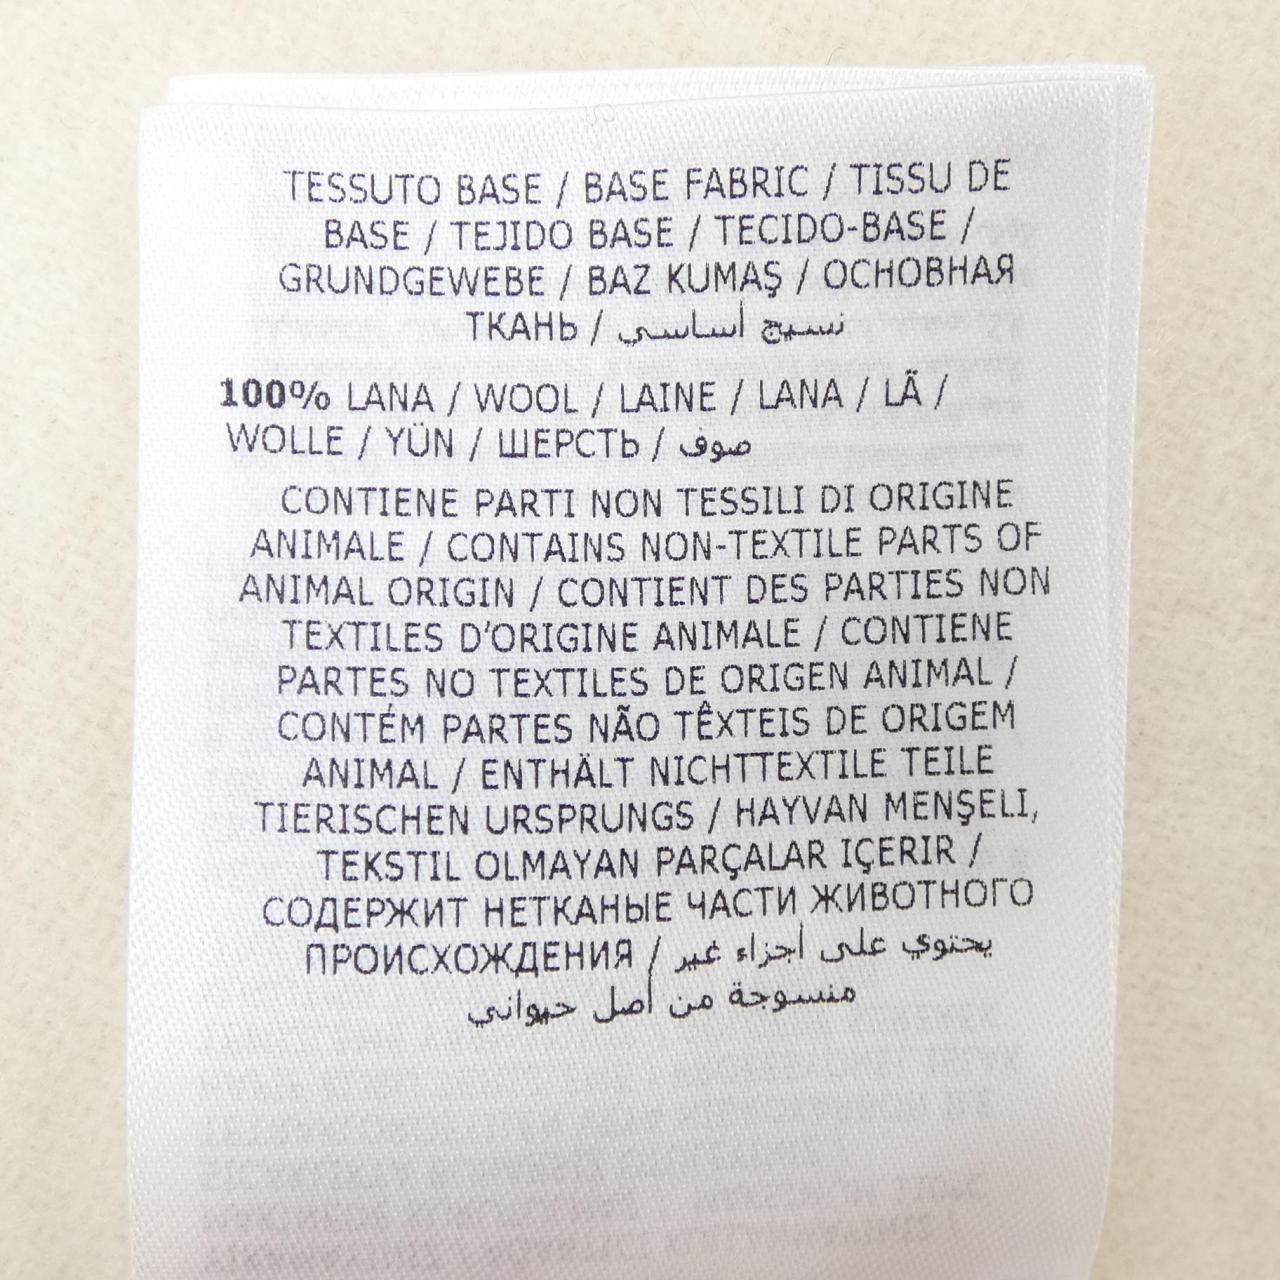 TESSUTO BASE / BASE FABRIC / TISSU DE
BASE / TEJIDO BASE / TECIDO-BASE /
GRUNDGEWEBE / BAZ KUMAŞ / ОСНОВНАЯ
ТКАНЬ / نسيج أساسي
100% LANA / WOOL / LAINE / LANA / LÃ /
WOLLE / YÜN / ШЕРСТЬ / صوف
CONTIENE PARTI NON TESSILI DI ORIGINE
ANIMALE / CONTAINS NON-TEXTILE PARTS OF
ANIMAL ORIGIN / CONTIENT DES PARTIES NON
TEXTILES D'ORIGINE ANIMALE / CONTIENE
PARTES NO TEXTILES DE ORIGEN ANIMAL /
CONTÉM PARTES NÃO TÊXTEIS DE ORIGEM
ANIMAL / ENTHÄLT NICHTTEXTILE TEILE
TIERISCHEN URSPRUNGS / HAYVAN MENŞELI,
TEKSTIL OLMAYAN PARÇALAR IÇERIR /
СОДЕРЖИТ НЕТКАНЫЕ ЧАСТИ ЖИВОТНОГО
ПРОИСХОЖДЕНИЯ / يحتوي على أجزاء غير
منسوجة من أصل حيواني